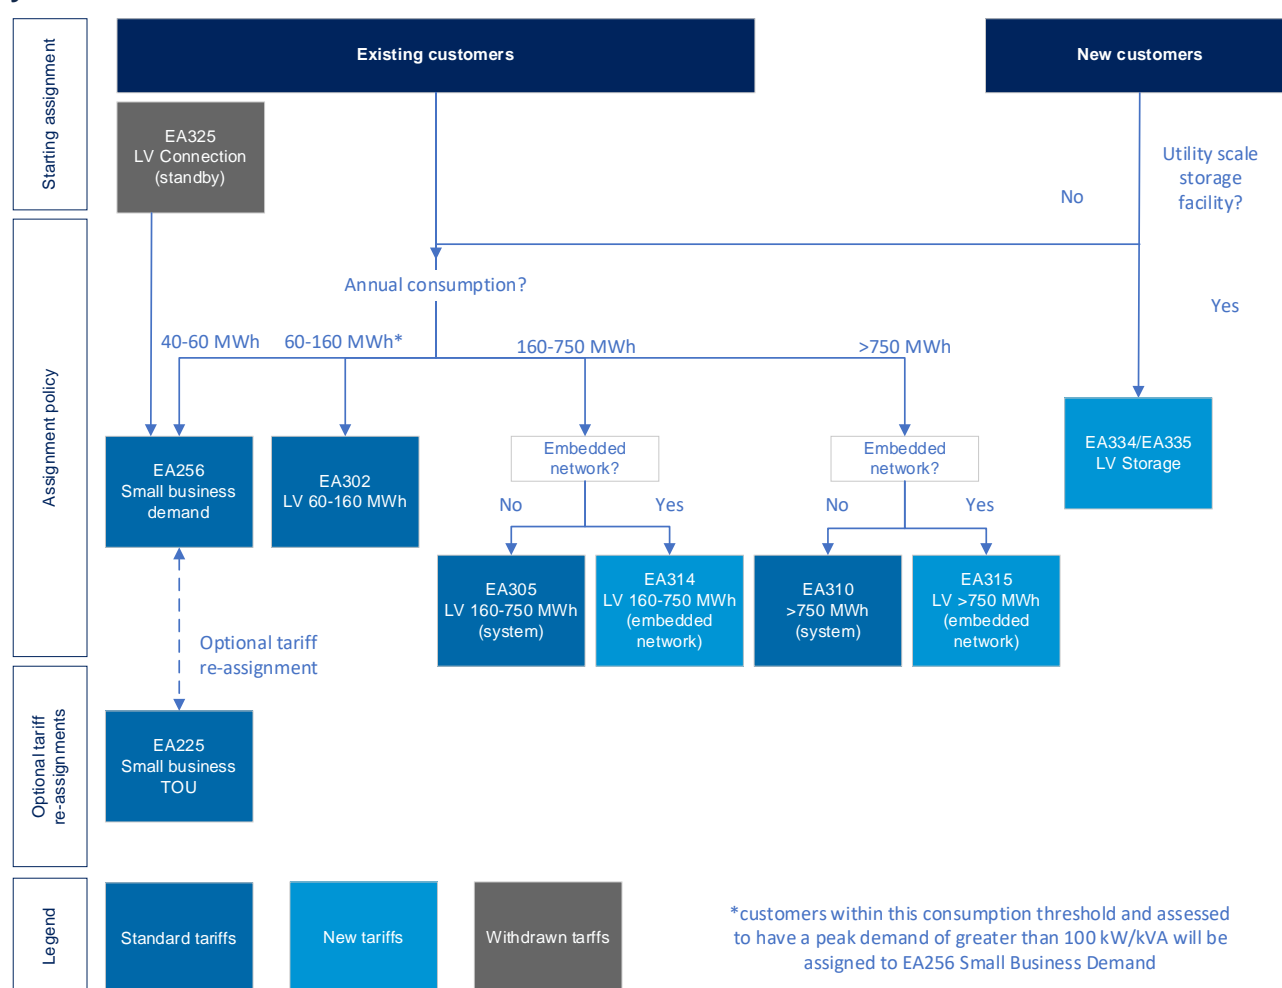 Starting assignment
Existing customers
New customers
EA325
LV Connection
(standby)
Utility scale
storage
facility?
No
Yes
Assignment policy
Annual consumption?
40-60 MWh
60-160 MWh*
160-750 MWh
>750 MWh
EA256
Small business
demand
EA302
LV 60-160 MWh
Embedded
network?
No
Yes
Embedded
network?
No
Yes
EA334/EA335
LV Storage
EA305
LV 160-750 MWh
(system)
EA314
LV 160-750 MWh
(embedded
network)
EA310
>750 MWh
(system)
EA315
LV >750 MWh
(embedded
network)
Optional tariff
re-assignment
Optional tariff
re-assignments
EA225
Small business
TOU
Legend
Standard tariffs
New tariffs
Withdrawn tarffs
*customers within this consumption threshold and assessed
to have a peak demand of greater than 100 kW/kVA will be
assigned to EA256 Small Business Demand